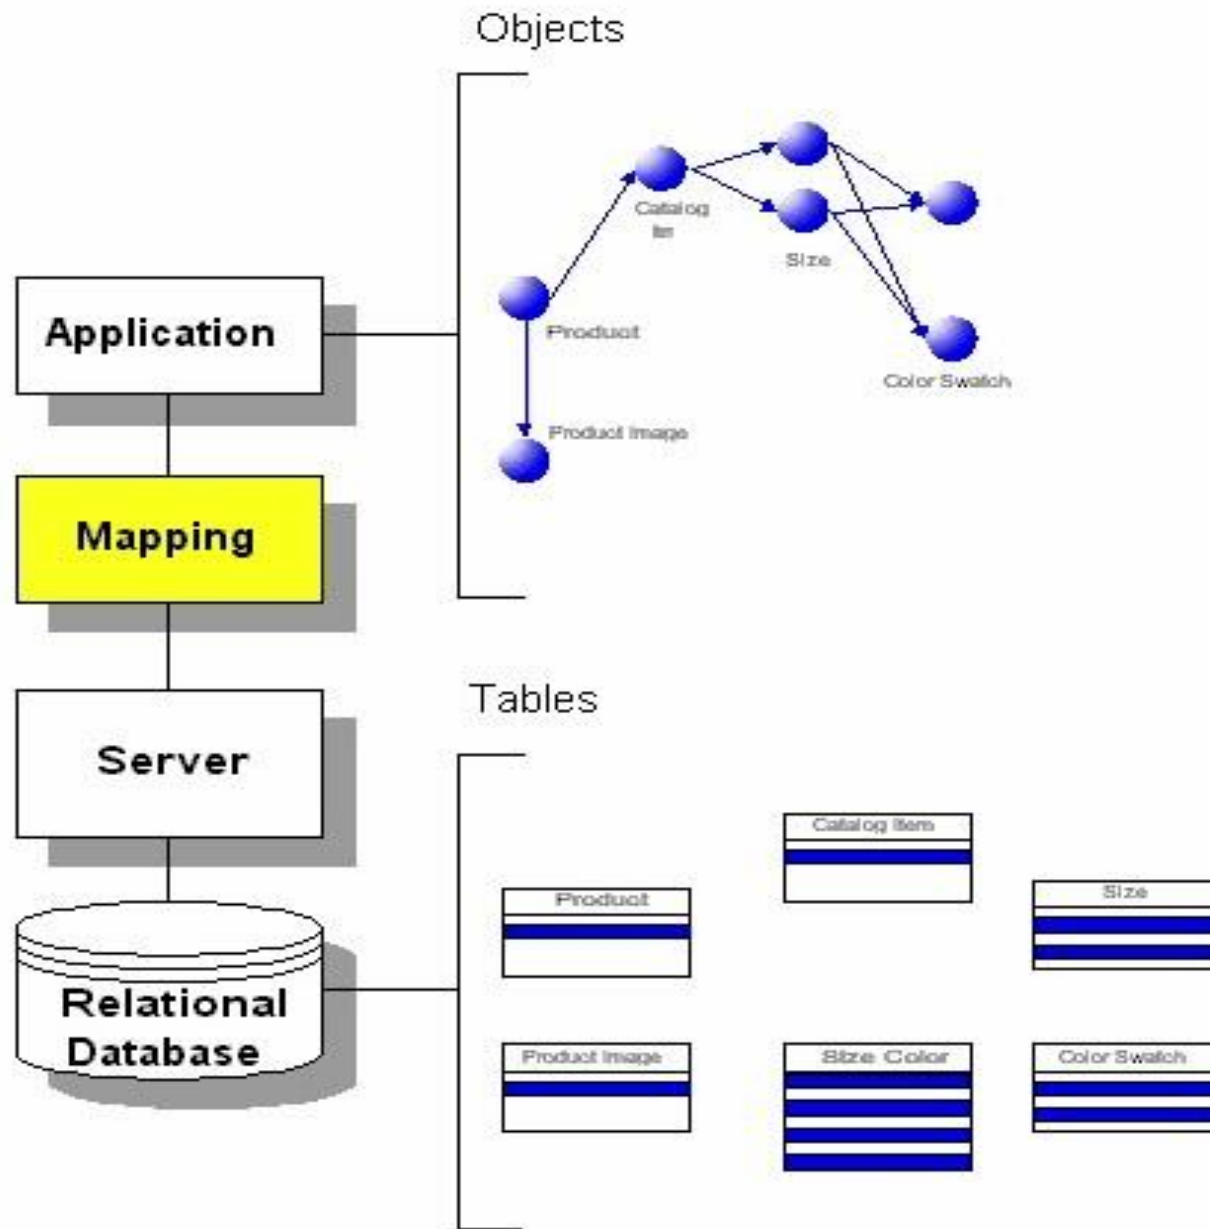 Objects
Catalog
Itr
Size
Product
Product Image
Color Swatch
Application
Mapping
Server
Relational
Database
Tables
Catalog Item
Product
Size
Product Image
Size Color
Color Swatch